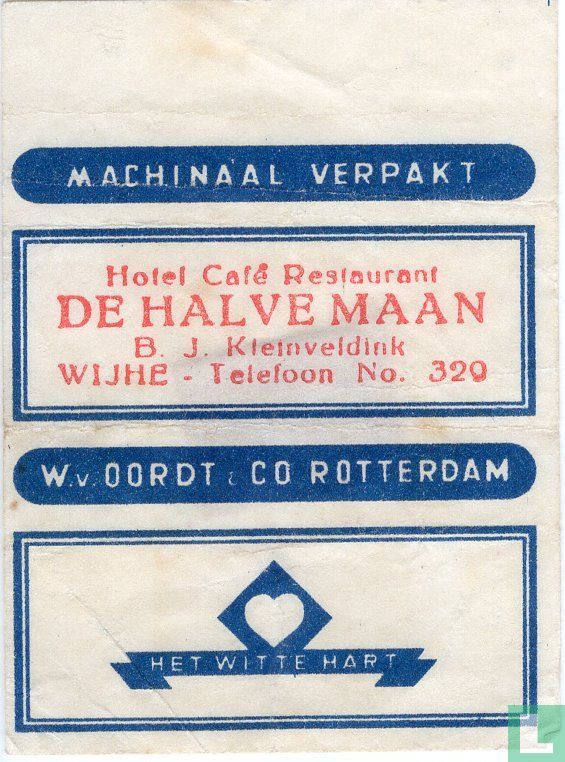 MACHINAAL VERPAKT
Hotel Café Restaurant
DE HALVE MAAN
B. J. Kleinveldink
WIJHE - Telefoon No. 329
W.v. OORDT & CO ROTTERDAM
HET WITTE HART
L